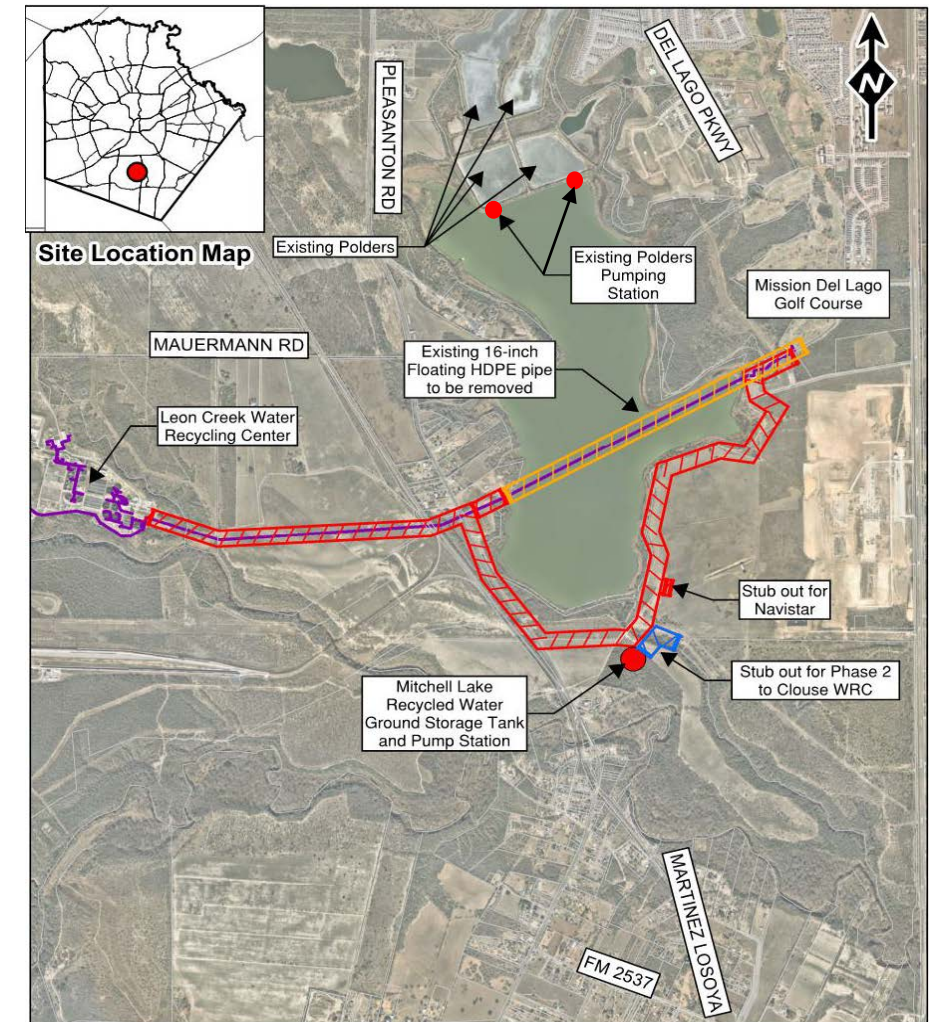 Site Location Map
PLEASANTON RD
DEL LAGO PKWY
N
Existing Polders
Existing Polders
Pumping
Station
Mission Del Lago
Golf Course
MAUERMANN RD
Existing 16-inch
Floating HDPE pipe
to be removed
Leon Creek Water
Recycling Center
Stub out for
Navistar
Mitchell Lake
Recycled Water
Ground Storage Tank
and Pump Station
Stub out for Phase 2
to Clouse WRC
MARTINEZ LOSOYA
FM 2537